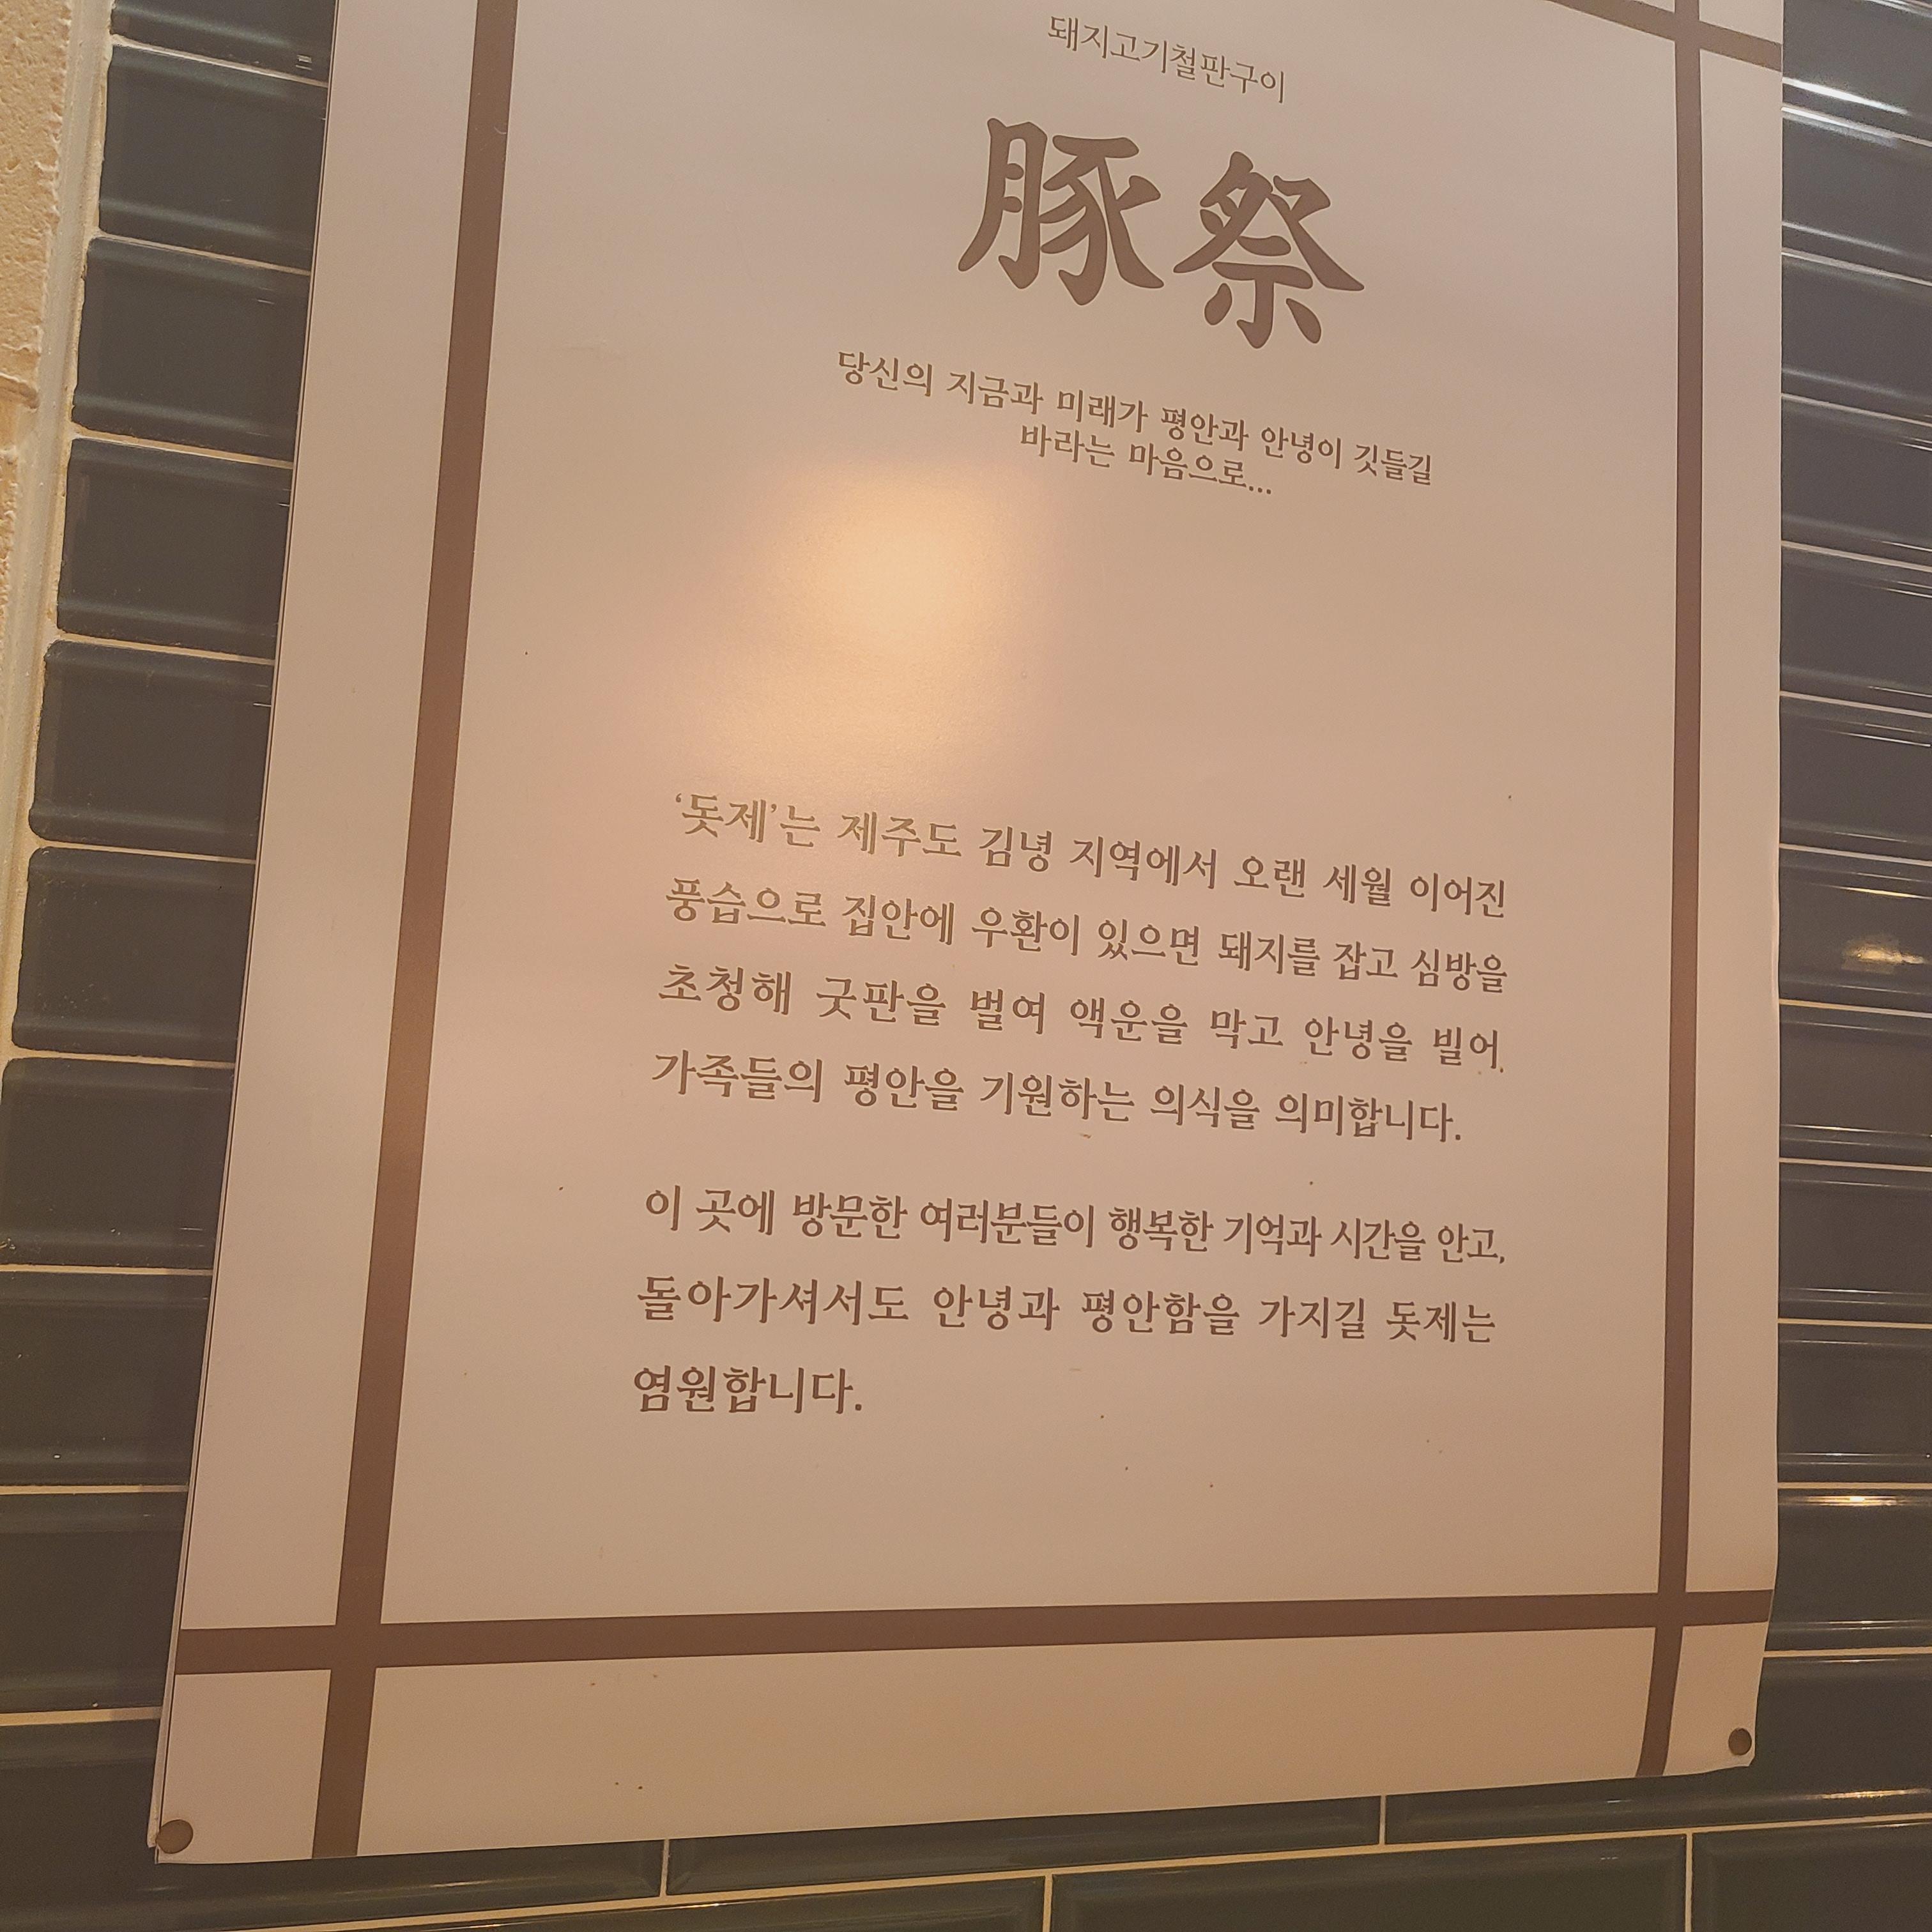 돼지고기철판구이
豚祭
당신의 지금과 미래가 평안과 안녕이 깃들길
바라는 마음으로...
‘돗제’는 제주도 김녕 지역에서 오랜 세월 이어진
풍습으로 집안에 우환이 있으면 돼지를 잡고 심방을
초청해 굿판을 벌여 액운을 막고 안녕을 빌어,
가족들의 평안을 기원하는 의식을 의미합니다.
이 곳에 방문한 여러분들이 행복한 기억과 시간을 안고,
돌아가셔서도 안녕과 평안함을 가지길 돗제는
염원합니다.